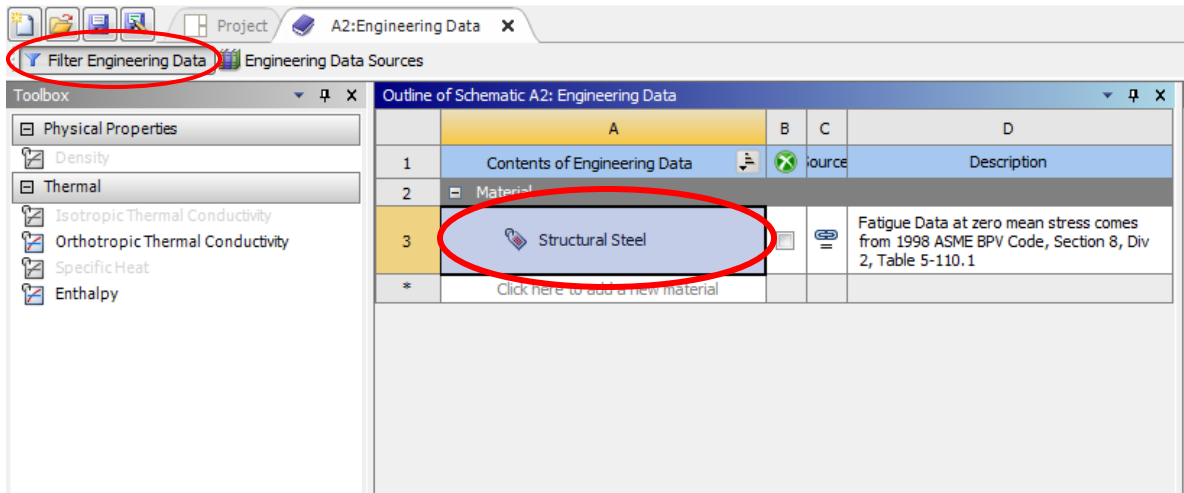 Project
A2:Engineering Data
Filter Engineering Data
Engineering Data Sources
Toolbox
Physical Properties
Density
Thermal
Isotropic Thermal Conductivity
Orthotropic Thermal Conductivity
Specific Heat
Enthalpy
Outline of Schematic A2: Engineering Data
A B C D
1 Contents of Engineering Data Source Description
2 Material
3 Structural Steel
Fatigue Data at zero mean stress comes
from 1998 ASME BPV Code, Section 8, Div
2, Table 5-110.1
* Click here to add a new material